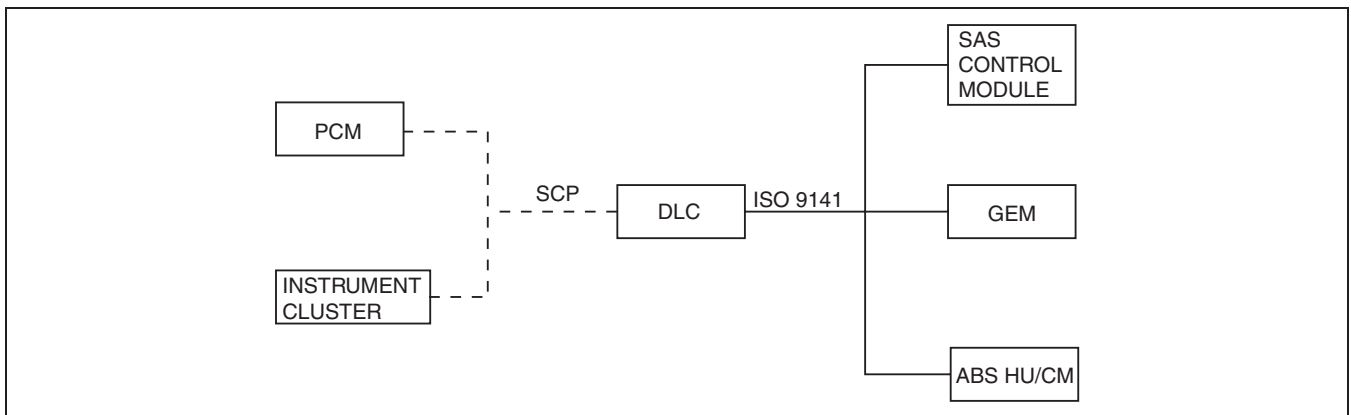 PCM
INSTRUMENT
CLUSTER
SCP
DLC
ISO 9141
SAS
CONTROL
MODULE
GEM
ABS HU/CM